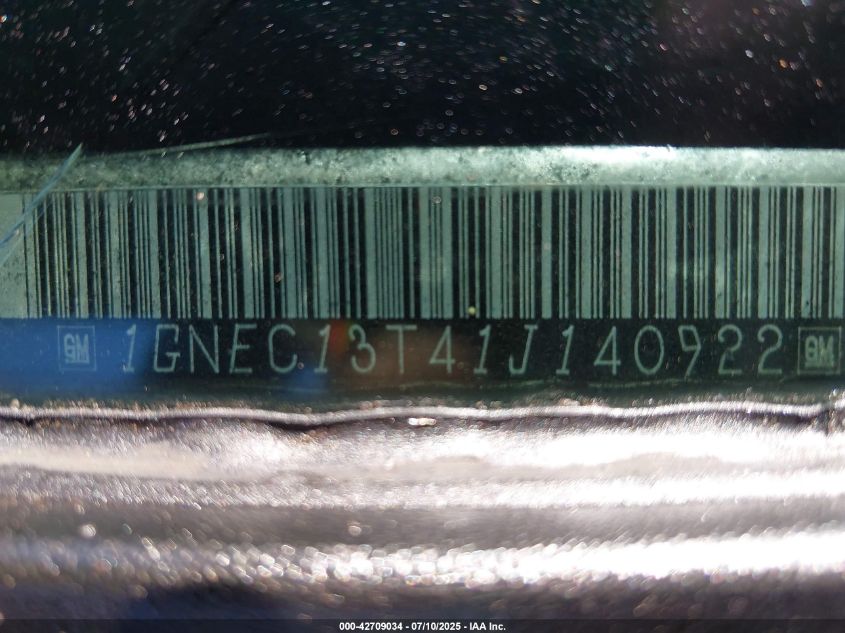 GM 1GNEC13T41J140922 GM
000-42709034 - 07/10/2025 - IAA Inc.